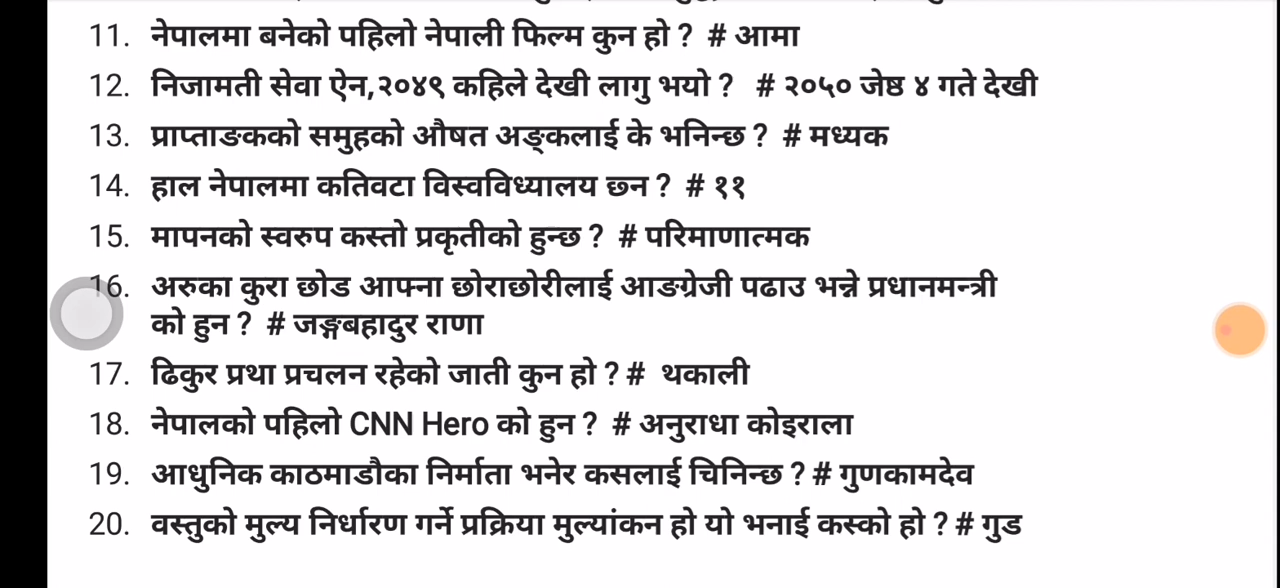 11. नेपालमा बनेको पहिलो नेपाली फिल्म कुन हो ? # आमा
12. निजामती सेवा ऐन,२०४९ कहिले देखी लागु भयो ? # २०५० जेष्ठ ४ गते देखी
13. प्राप्ताङकको समुहको औषत अङ्कलाई के भनिन्छ ? # मध्यक
14. हाल नेपालमा कतिवटा विस्वविध्यालय छन ? # ११
15. मापनको स्वरुप कस्तो प्रकृतीको हुन्छ ? # परिमाणात्मक
16. अरुका कुरा छोड आफ्ना छोराछोरीलाई आङग्रेजी पढाउ भन्ने प्रधानमन्त्री
को हुन ? # जङ्गबहादुर राणा
17. ढिकुर प्रथा प्रचलन रहेको जाती कुन हो ? # थकाली
18. नेपालको पहिलो CNN Hero को हुन ? # अनुराधा कोइराला
19. आधुनिक काठमाडौका निर्माता भनेर कसलाई चिनिन्छ ? # गुणकामदेव
20. वस्तुको मुल्य निर्धारण गर्ने प्रक्रिया मुल्यांकन हो यो भनाई कस्को हो ? # गुड